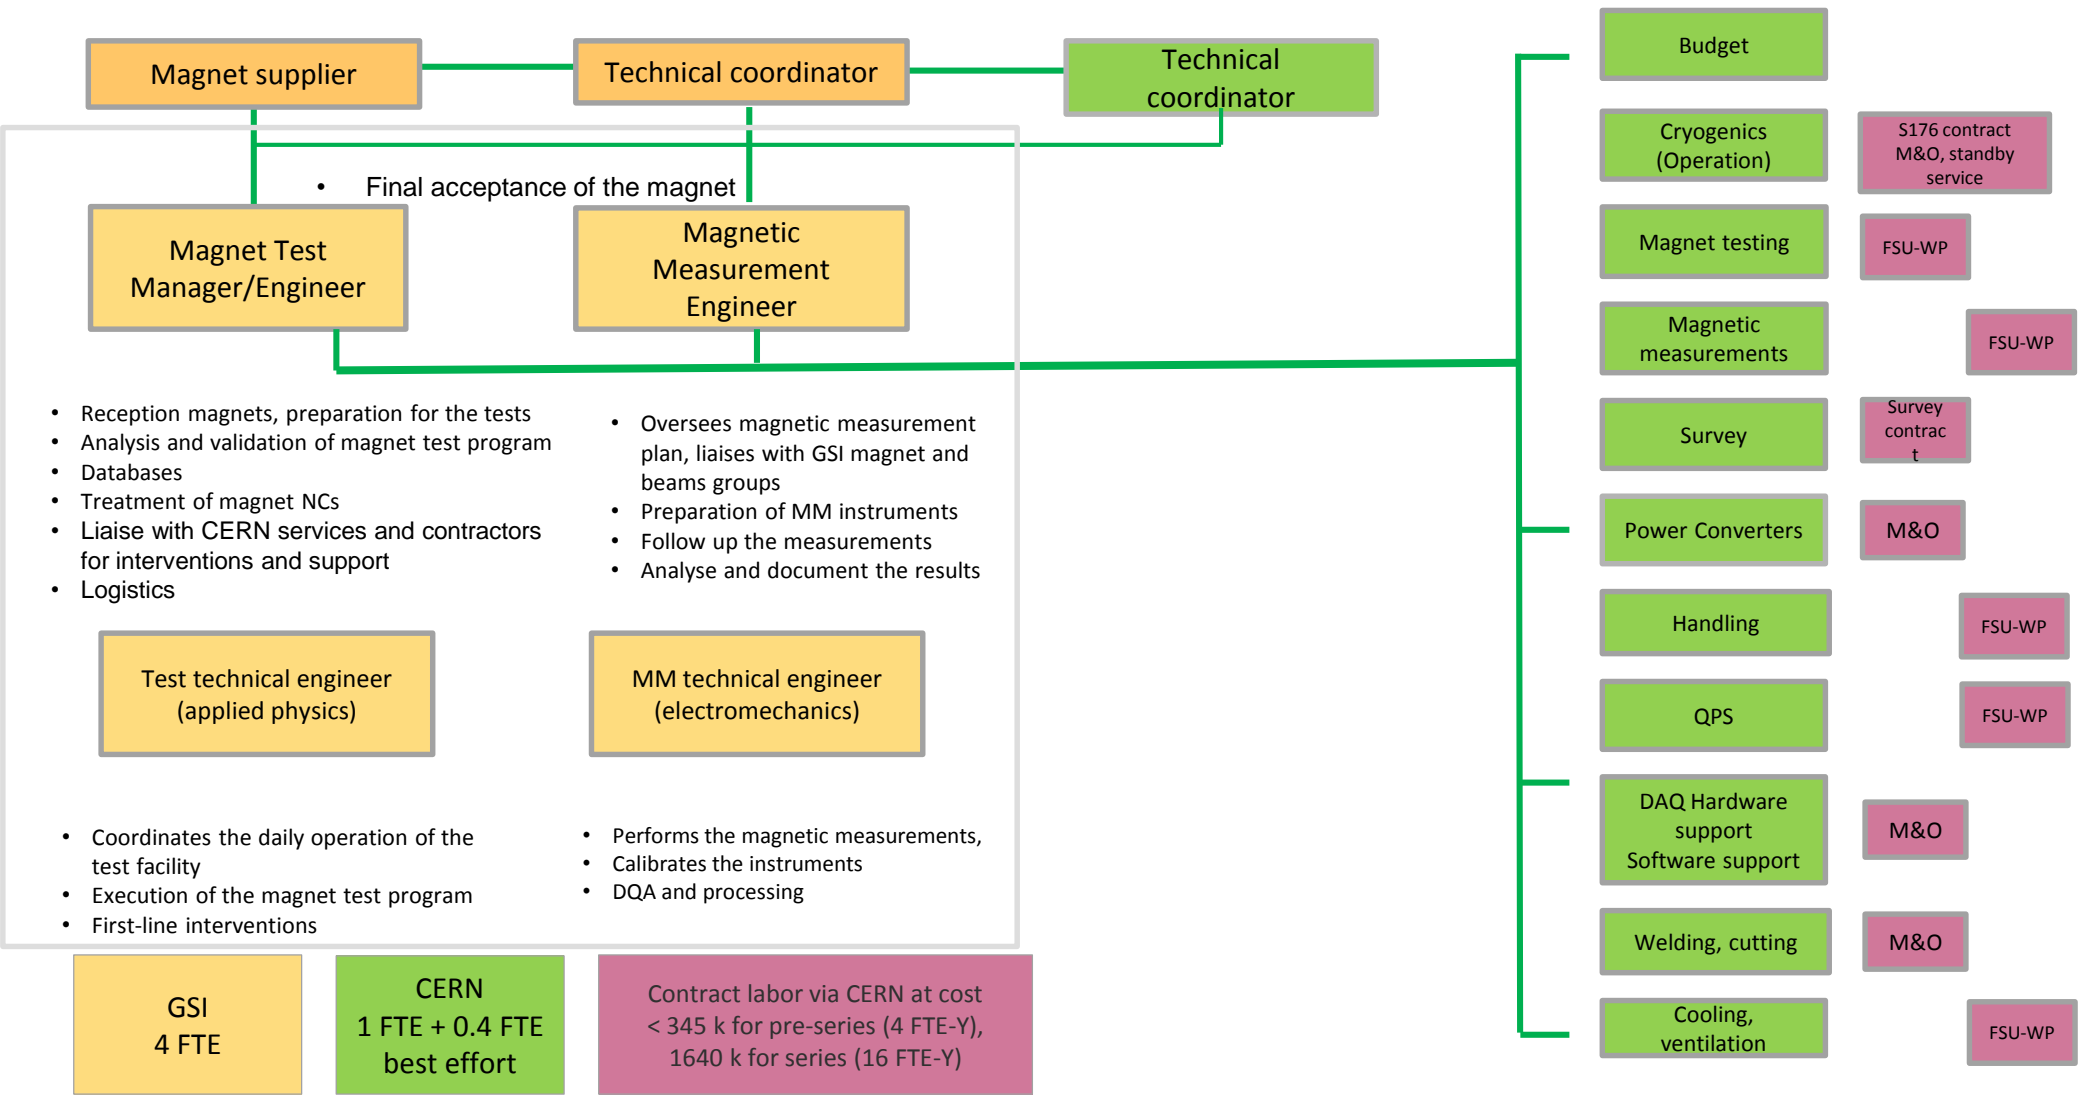 Magnet supplier
Technical coordinator
Technical
coordinator
• Final acceptance of the magnet
Magnet Test
Manager/Engineer
Magnetic
Measurement
Engineer
• Reception magnets, preparation for the tests
• Analysis and validation of magnet test program
• Databases
• Treatment of magnet NCs
• Liaise with CERN services and contractors
for interventions and support
• Logistics
• Oversees magnetic measurement
plan, liaises with GSI magnet and
beams groups
• Preparation of MM instruments
• Follow up the measurements
• Analyse and document the results
Test technical engineer
(applied physics)
MM technical engineer
(electromechanics)
• Coordinates the daily operation of the
test facility
• Execution of the magnet test program
• First-line interventions
• Performs the magnetic measurements,
• Calibrates the instruments
• DQA and processing
GSI
4 FTE
CERN
1 FTE + 0.4 FTE
best effort
Contract labor via CERN at cost
< 345 k for pre-series (4 FTE-Y),
1640 k for series (16 FTE-Y)
Budget
Cryogenics
(Operation)
S176 contract
M&O, standby
service
Magnet testing
FSU-WP
Magnetic
measurements
FSU-WP
Survey
Survey
contrac
t
Power Converters
M&O
Handling
FSU-WP
QPS
FSU-WP
DAQ Hardware
support
Software support
M&O
Welding, cutting
M&O
Cooling,
ventilation
FSU-WP